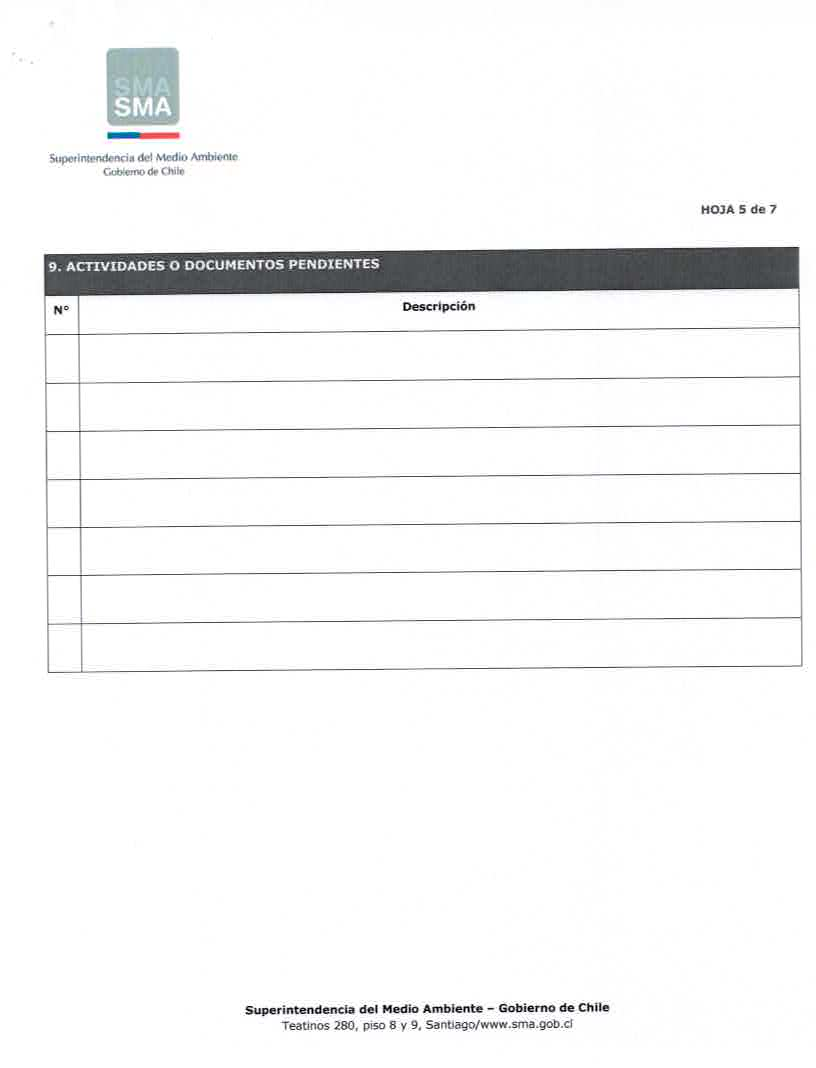 SMA
SMA
Superintendencia del Medio Ambiente
Gobierno de Chile
HOJA 5 de 7
9. ACTIVIDADES O DOCUMENTOS PENDIENTES
N° Descripción
Superintendencia del Medio Ambiente – Gobierno de Chile
Teatinos 280, piso 8 y 9, Santiago/www.sma.gob.cl